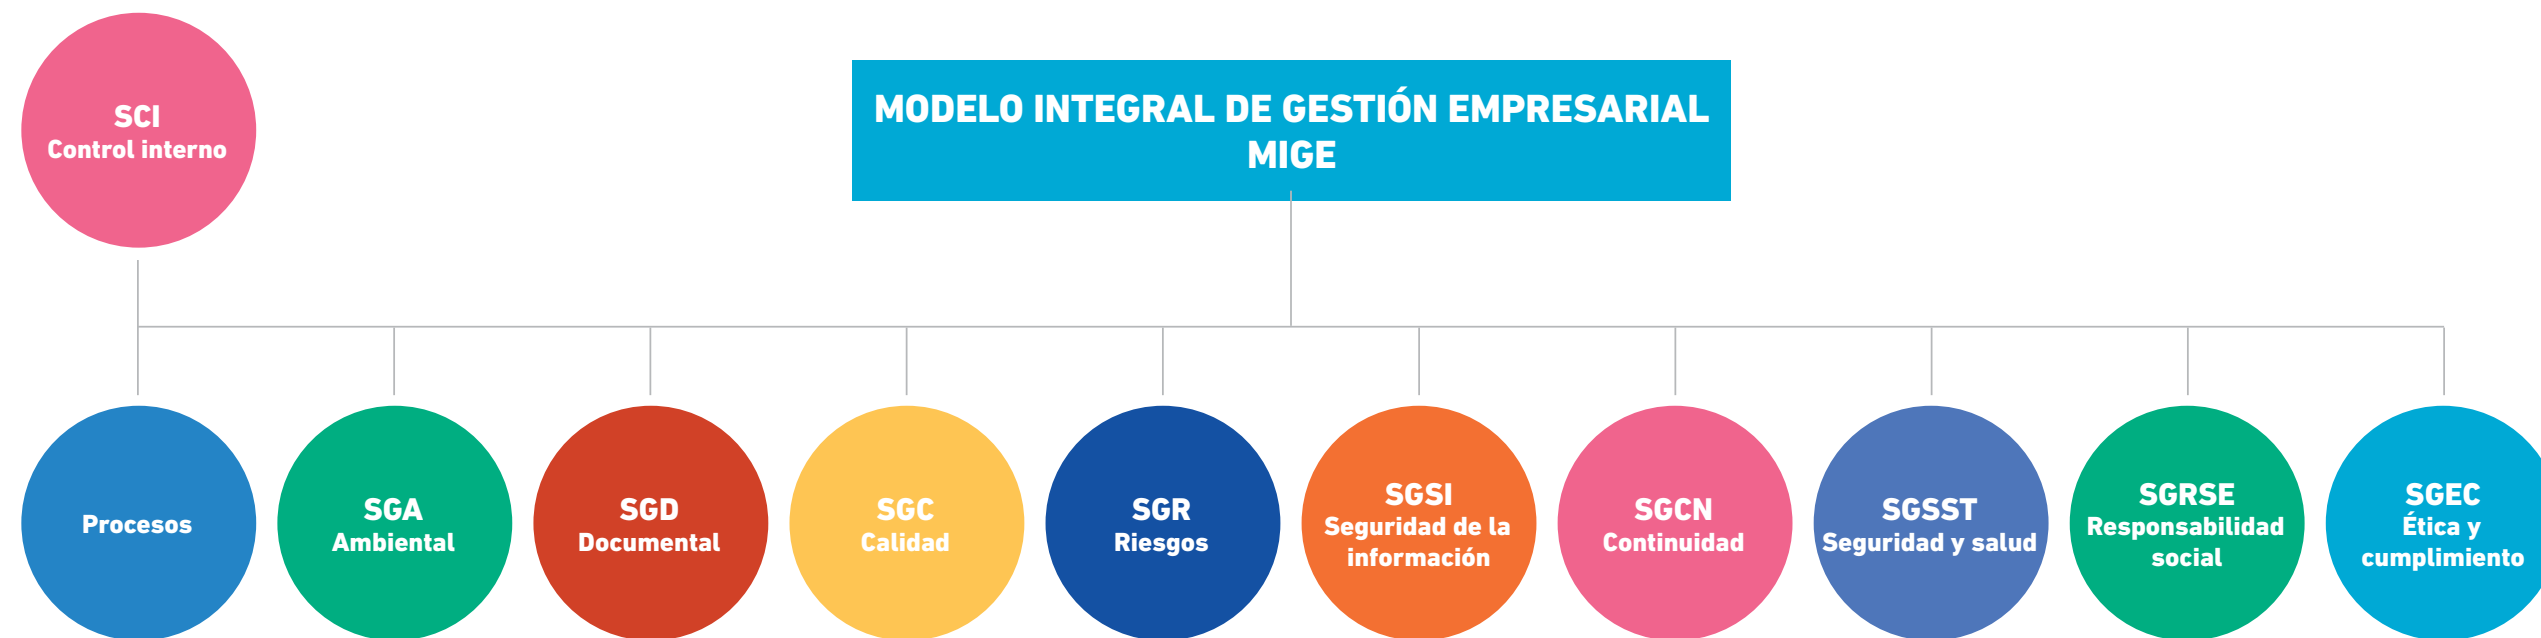 SCI
Control interno
MODELO INTEGRAL DE GESTIÓN EMPRESARIAL
MIGE
Procesos
SGA
Ambiental
SGD
Documental
SGC
Calidad
SGR
Riesgos
SGSI
Seguridad de la
información
SGCN
Continuidad
SGSST
Seguridad y salud
SGRSE
Responsabilidad
social
SGEC
Ética y
cumplimiento